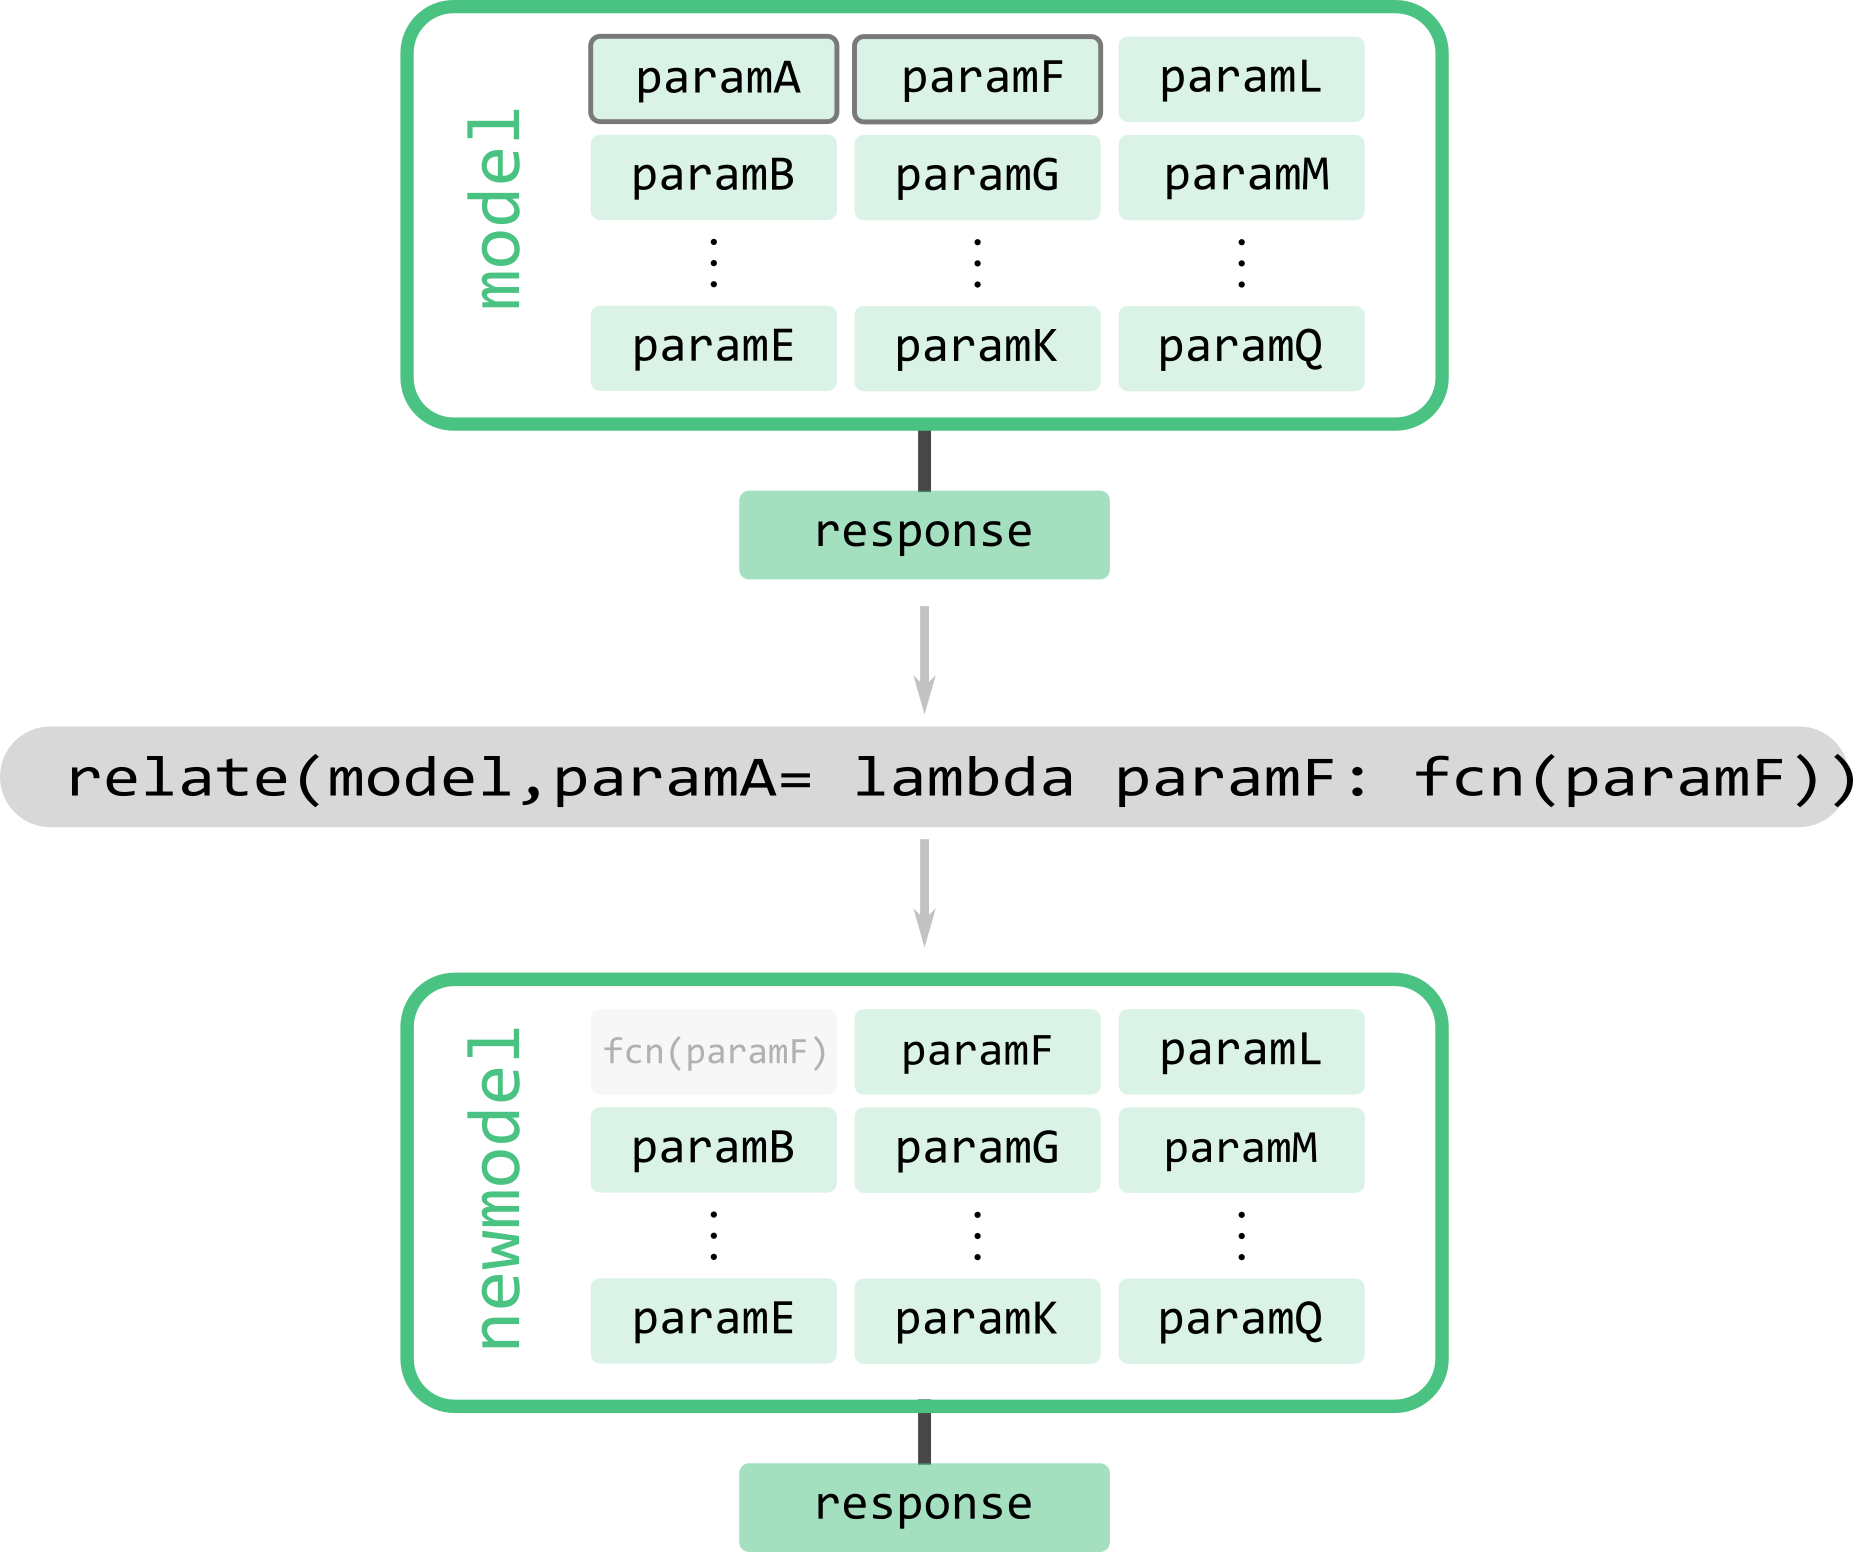 model
paramA paramF paramL
paramB paramG paramM
⋮ ⋮ ⋮
paramE paramK paramQ
response
relate(model,paramA= lambda paramF: fcn(paramF))
newmodel
fcn(paramF) paramF paramL
paramB paramG paramM
⋮ ⋮ ⋮
paramE paramK paramQ
response